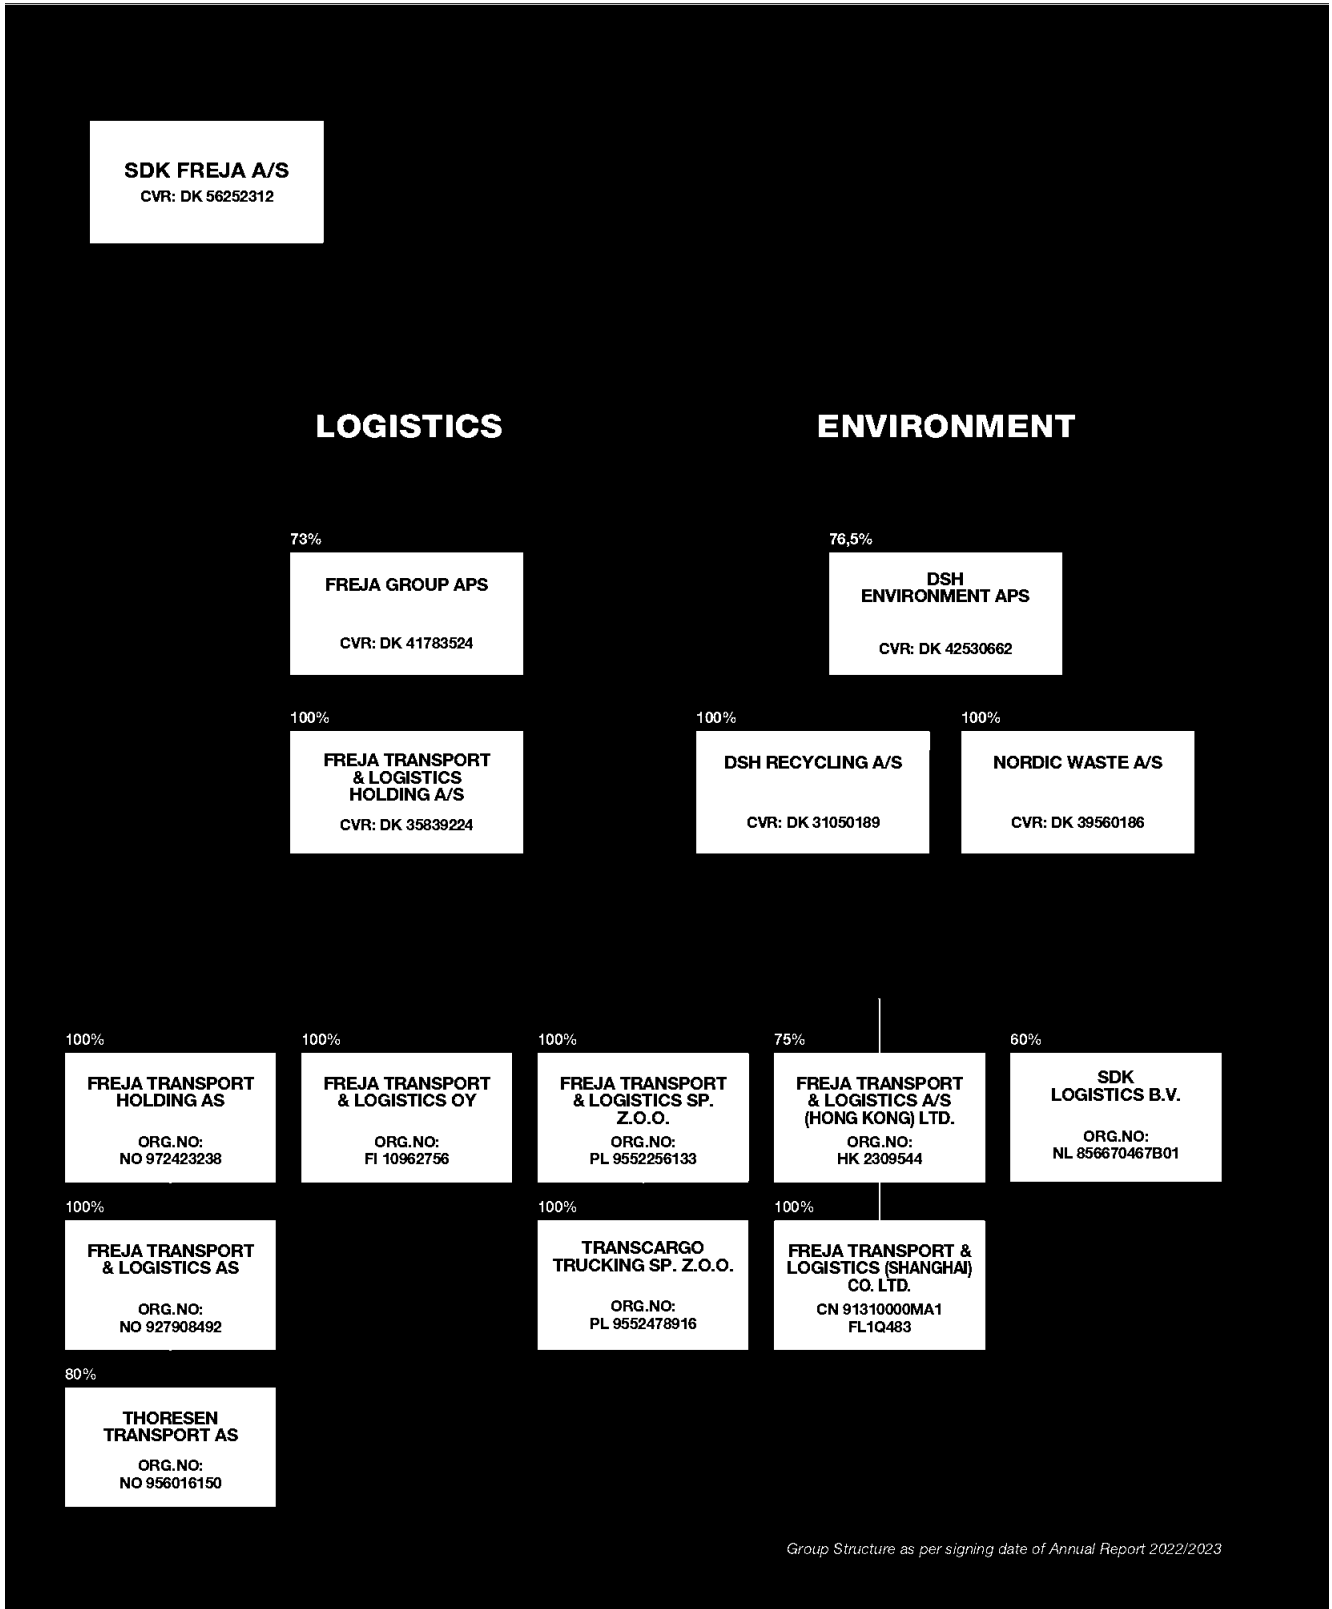 SDK FREJA A/S
CVR: DK 56252312
LOGISTICS
ENVIRONMENT
73%
FREJA GROUP APS
CVR: DK 41783524
76,5%
DSH
ENVIRONMENT APS
CVR: DK 42530662
100%
FREJA TRANSPORT
& LOGISTICS
HOLDING A/S
CVR: DK 35839224
100%
DSH RECYCLING A/S
CVR: DK 31050189
100%
NORDIC WASTE A/S
CVR: DK 39560186
100%
FREJA TRANSPORT
HOLDING AS
ORG.NO:
NO 972423238
100%
FREJA TRANSPORT
& LOGISTICS OY
ORG.NO:
FI 10962756
100%
FREJA TRANSPORT
& LOGISTICS SP.
Z.O.O.
ORG.NO:
PL 9552256133
75%
FREJA TRANSPORT
& LOGISTICS A/S
(HONG KONG) LTD.
ORG.NO:
HK 2309544
60%
SDK
LOGISTICS B.V.
ORG.NO:
NL 856670467B01
100%
FREJA TRANSPORT
& LOGISTICS AS
ORG.NO:
NO 927908492
100%
TRANSCARGO
TRUCKING SP. Z.O.O.
ORG.NO:
PL 9552478916
100%
FREJA TRANSPORT &
LOGISTICS (SHANGHAI)
CO. LTD.
CN 91310000MA1
FL1Q483
80%
THORESEN
TRANSPORT AS
ORG.NO:
NO 956016150
Group Structure as per signing date of Annual Report 2022/2023